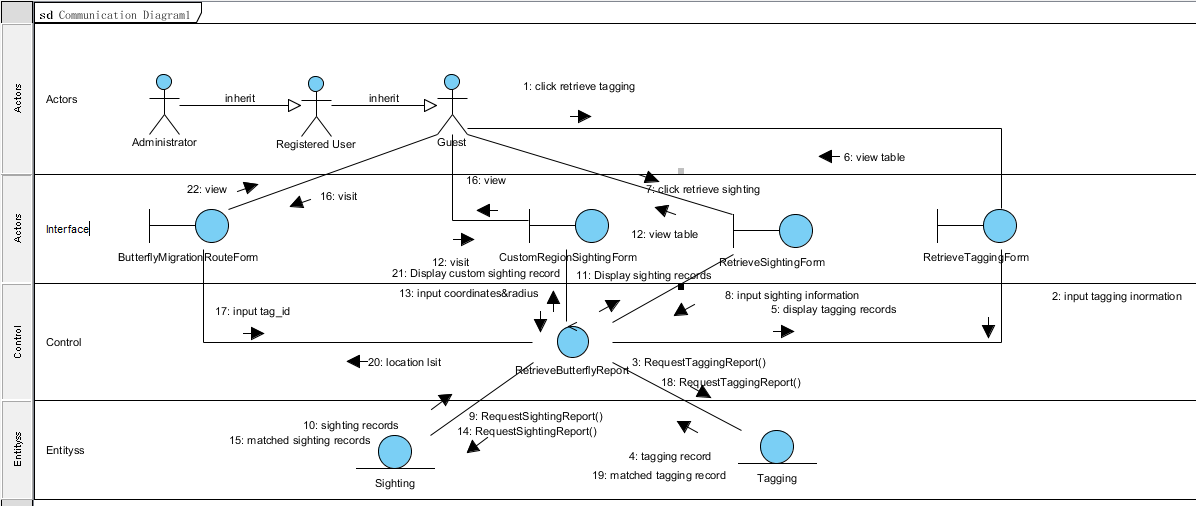 sd Communication Diagram1
Actors
Actors
inherit
inherit
1: click retrieve tagging
Administrator
Registered User
Guest
6: view table
Actors
Interface
22: view
16: visit
16: view
7: click retrieve sighting
12: view table
12: visit
ButterflyMigrationRouteForm
CustomRegionSightingForm
RetrieveSightingForm
RetrieveTaggingForm
21: Display custom sighting record
11: Display sighting records
Control
Control
13: input coordinates&radius
8: input sighting information
2: input tagging inormation
17: input tag_id
5: display tagging records
20: location lsit
RetrieveButterflyReport
3: RequestTaggingReport()
18: RequestTaggingReport()
Entityss
Entityss
9: RequestSightingReport()
10: sighting records
14: RequestSightingReport()
15: matched sighting records
4: tagging record
19: matched tagging record
Sighting
Tagging